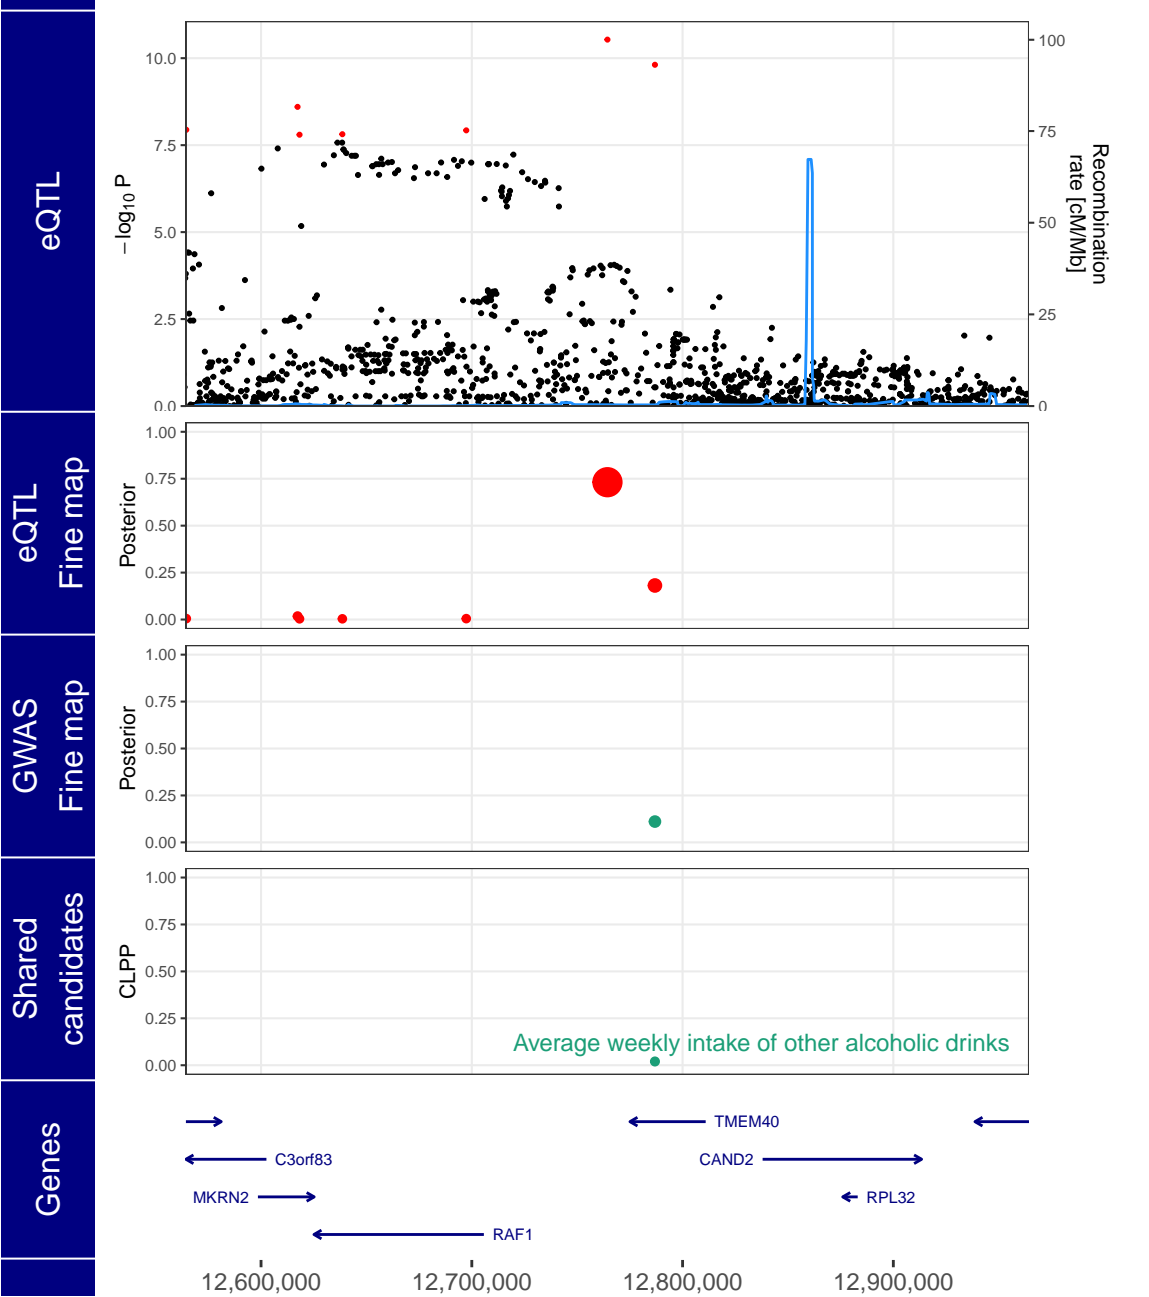 eQTL
−log10 P
10.0
7.5
5.0
2.5
0.0
100
75
50
25
0
Recombination
rate [cM/Mb]
eQTL
Fine map
Posterior
1.00
0.75
0.50
0.25
0.00
GWAS
Fine map
Posterior
1.00
0.75
0.50
0.25
0.00
Shared
candidates
CLPP
1.00
0.75
0.50
0.25
0.00
Average weekly intake of other alcoholic drinks
Genes
TMEM40
C3orf83
CAND2
MKRN2
RPL32
RAF1
12,600,000
12,700,000
12,800,000
12,900,000